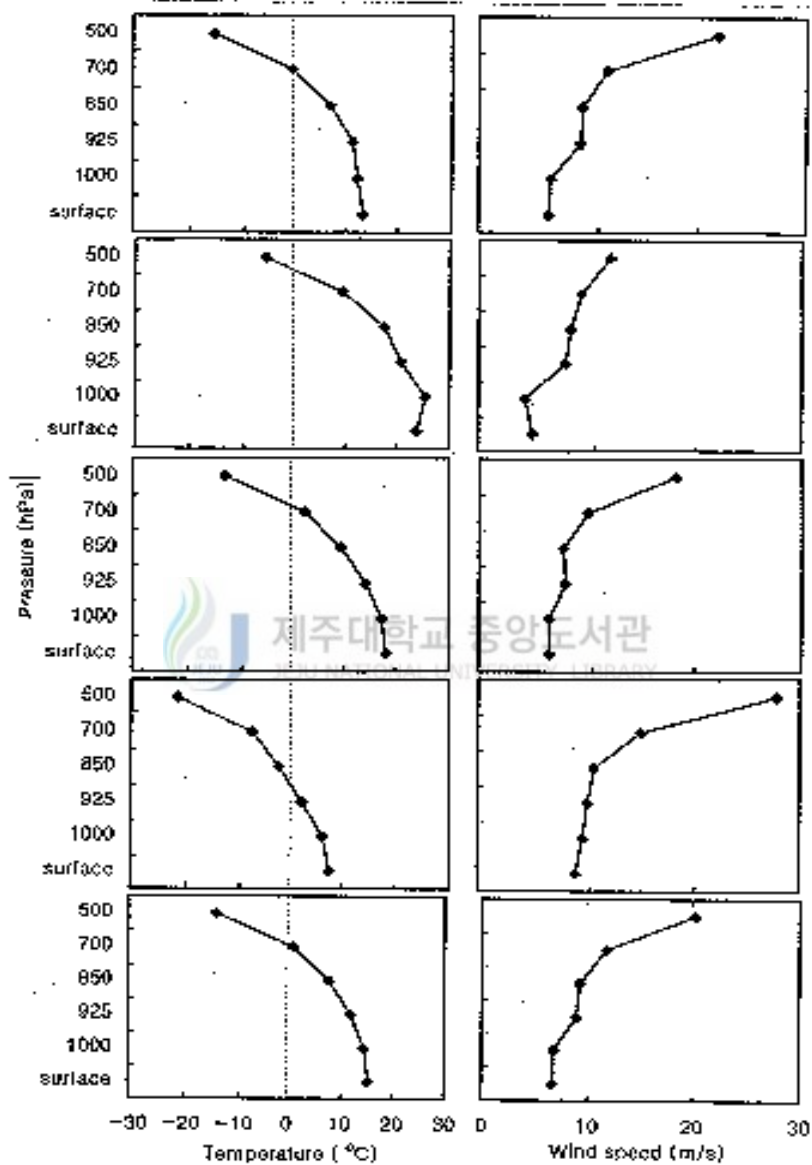 500
700
850
925
1000
surface
500
700
850
925
1000
surface
Pressure (hPa)
500
700
850
925
1000
surface
제주대학교 중앙도서관
JEJU NATIONAL UNIVERSITY LIBRARY
500
700
850
925
1000
surface
500
700
850
925
1000
surface
-30 -20 -10 0 10 20 30
Temperature (°C)
0 10 20 30
Wind speed (m/s)